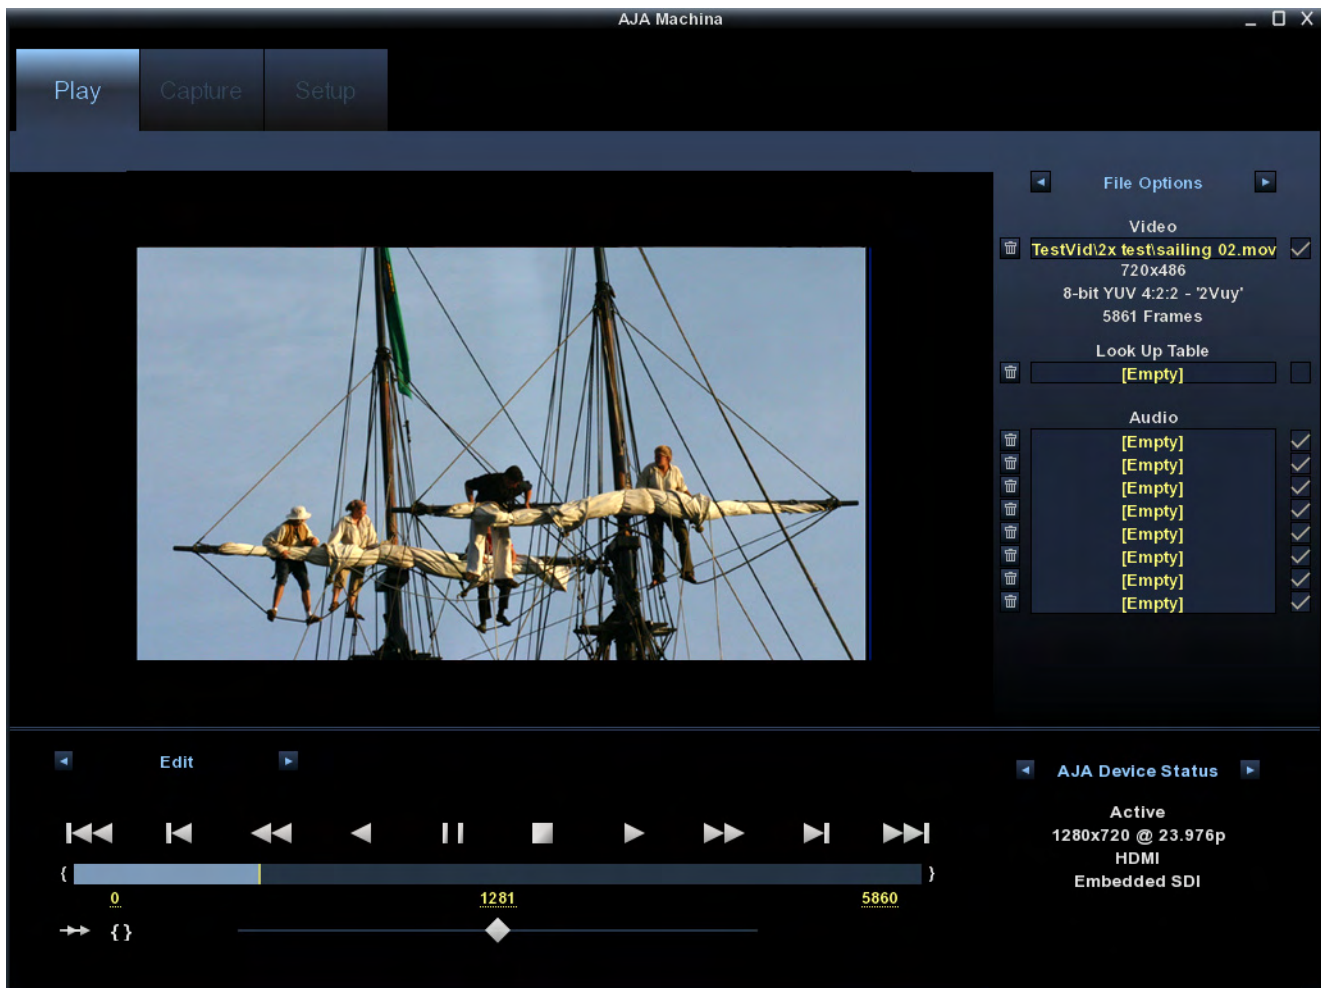 AJA Machina
Play
Capture
Setup
File Options
Video
TestVid\2x test\sailing 02.mov
720x486
8-bit YUV 4:2:2 - '2Vuy'
5861 Frames
Look Up Table
[Empty]
Audio
[Empty]
[Empty]
[Empty]
[Empty]
[Empty]
[Empty]
[Empty]
[Empty]
Edit
{ }
0
1281
5860
{ }
AJA Device Status
Active
1280x720 @ 23.976p
HDMI
Embedded SDI